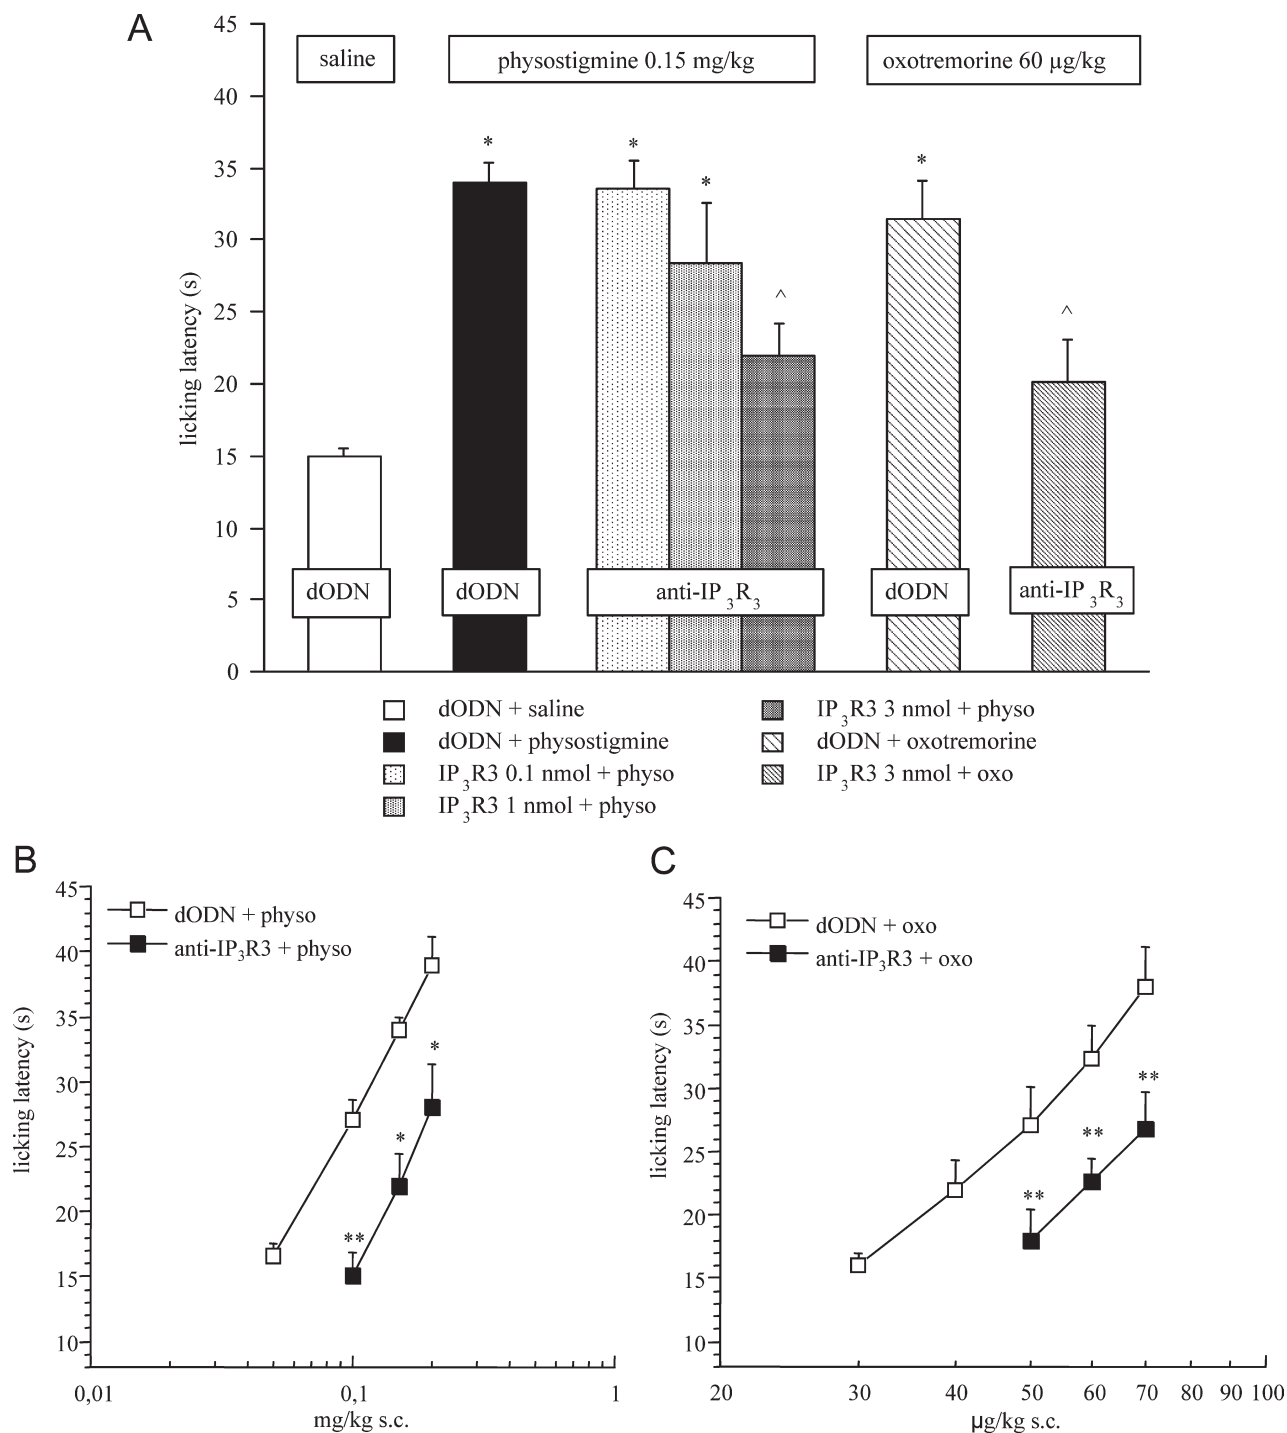 A
45
saline
physostigmine 0.15 mg/kg
oxotremorine 60 µg/kg
40
*
*
*
*
35
30
^
^
25
licking latency (s)
20
15
10
dODN
dODN
anti-IP3R3
dODN
anti-IP3R3
5
0
dODN + saline
dODN + physostigmine
IP3R3 0.1 nmol + physo
IP3R3 1 nmol + physo
IP3R3 3 nmol + physo
dODN + oxotremorine
IP3R3 3 nmol + oxo
B
45
dODN + physo
anti-IP3R3 + physo
40
35
licking latency (s)
*
30
*
25
20
**
15
10
0,01
0,1
1
mg/kg s.c.
C
45
dODN + oxo
anti-IP3R3 + oxo
40
35
licking latency (s)
30
**
**
25
**
20
15
10
20
30
40
50
60
70
80
90
100
µg/kg s.c.